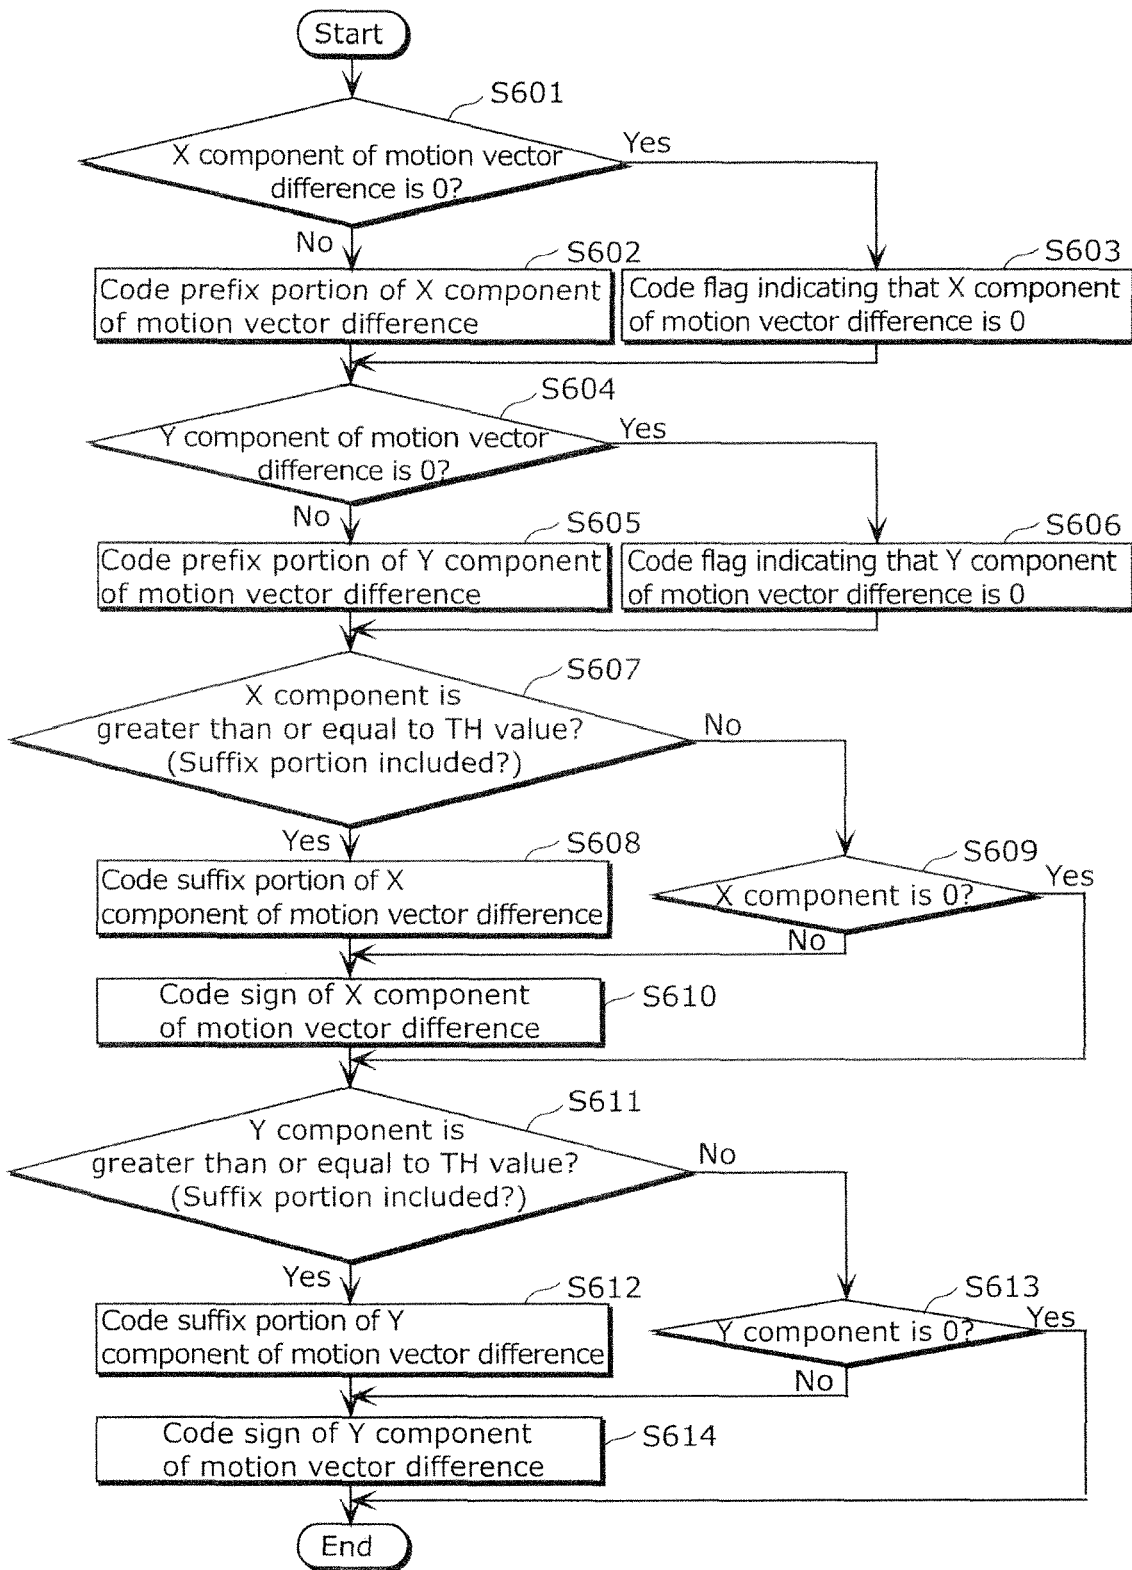 Start
S601
X component of motion vector
difference is 0?
Yes
No
S602
Code prefix portion of X component
of motion vector difference
S603
Code flag indicating that X component
of motion vector difference is 0
S604
Y component of motion vector
difference is 0?
Yes
No
S605
Code prefix portion of Y component
of motion vector difference
S606
Code flag indicating that Y component
of motion vector difference is 0
S607
X component is
greater than or equal to TH value?
(Suffix portion included?)
No
Yes
S608
Code suffix portion of X
component of motion vector difference
S609
X component is 0?
Yes
No
Code sign of X component
of motion vector difference
S610
S611
Y component is
greater than or equal to TH value?
(Suffix portion included?)
No
Yes
S612
Code suffix portion of Y
component of motion vector difference
S613
Y component is 0?
Yes
No
Code sign of Y component
of motion vector difference
S614
End